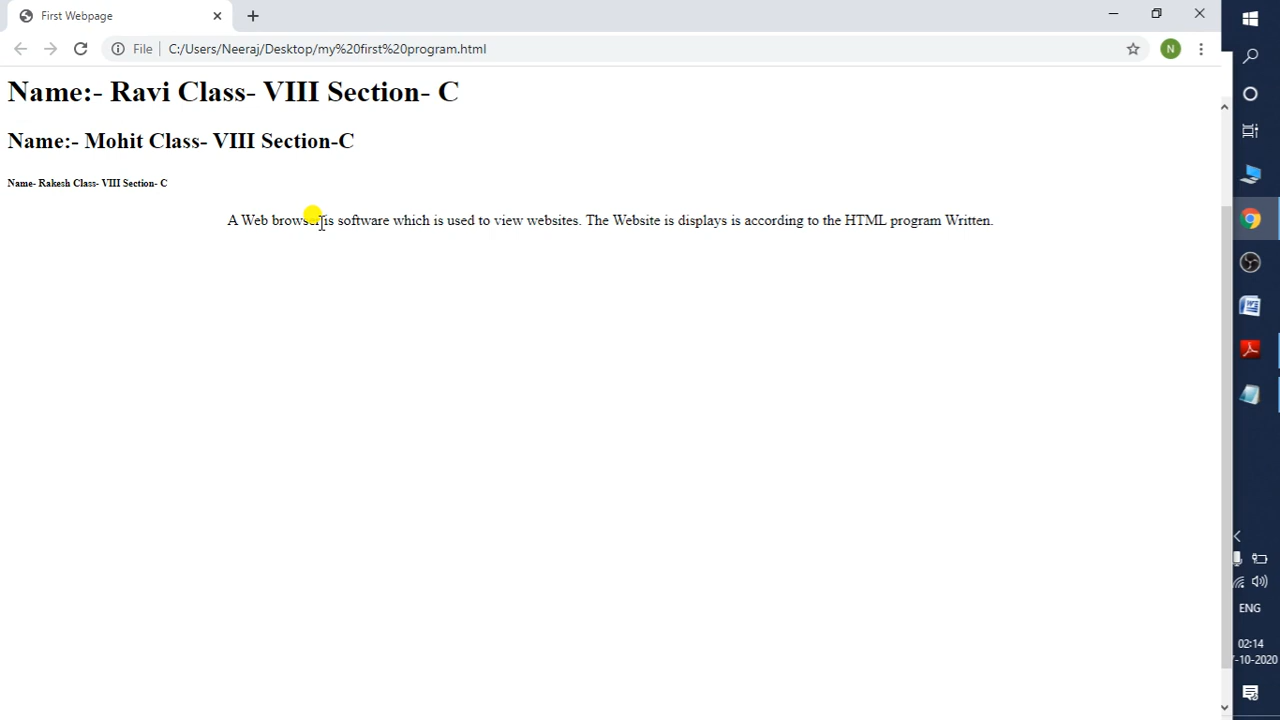 First Webpage
File | C:/Users/Neeraj/Desktop/my%20first%20program.html
N
Name:- Ravi Class- VIII Section- C
Name:- Mohit Class- VIII Section-C
Name- Rakesh Class- VIII Section- C
A Web browser is software which is used to view websites. The Website is displays is according to the HTML program Written.
ENG
02:14
-10-2020